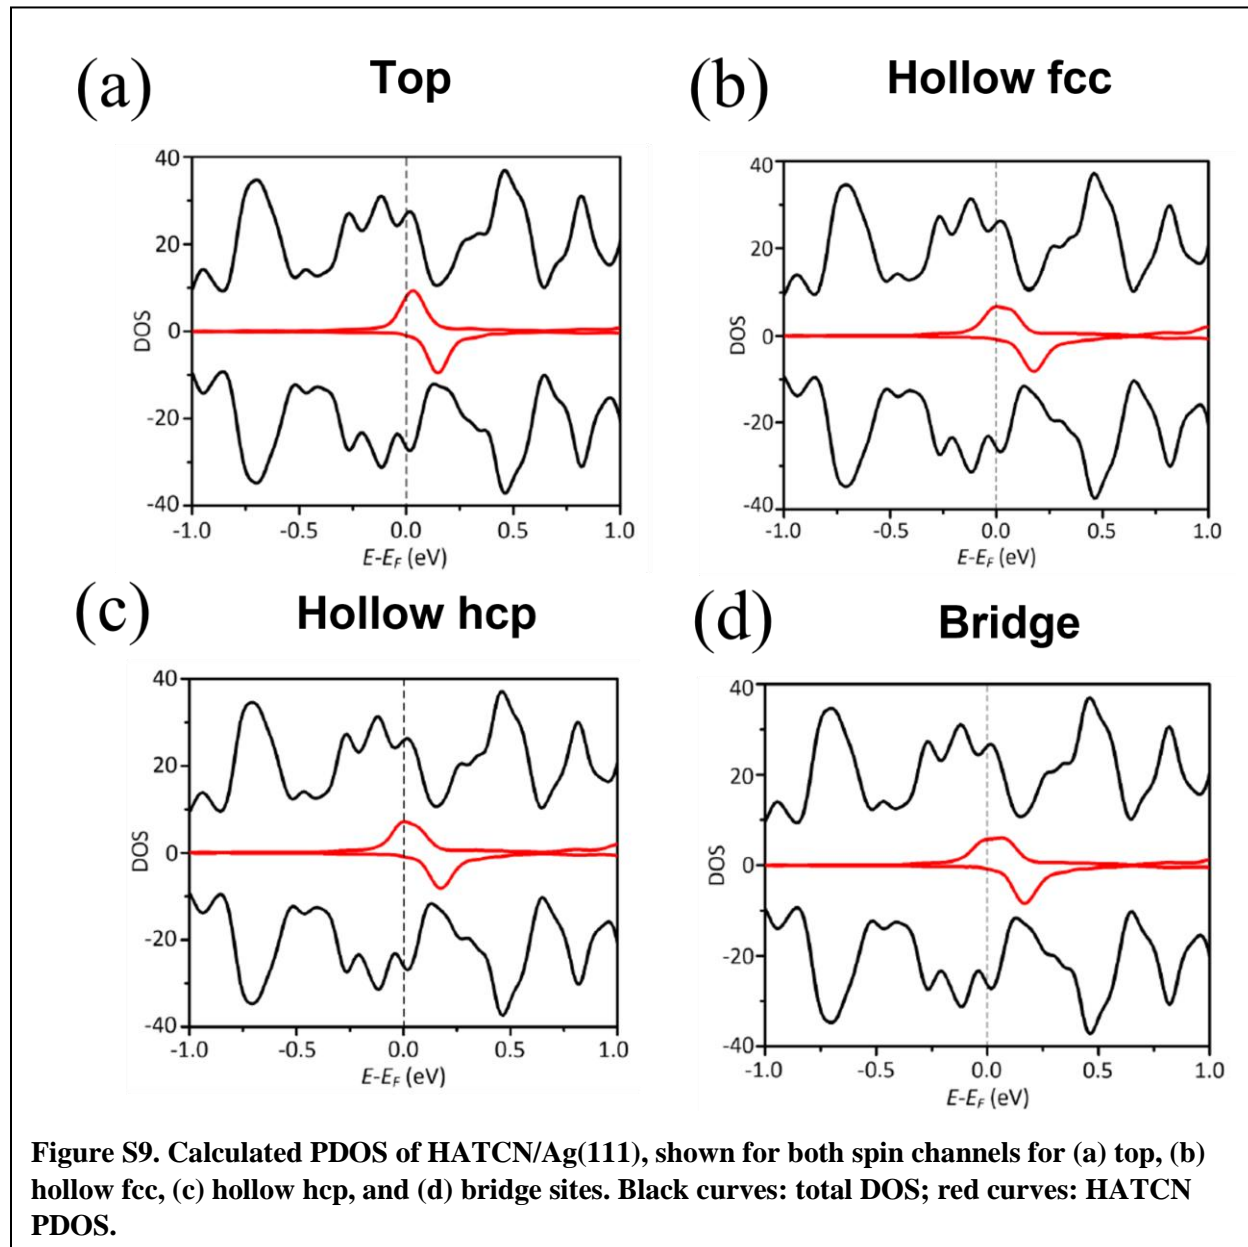 (a) Top
(b) Hollow fcc
40
20
0
-20
-40
DOS
-1.0 -0.5 0.0 0.5 1.0
E-EF (eV)
40
20
0
-20
-40
DOS
-1.0 -0.5 0.0 0.5 1.0
E-EF (eV)
(c) Hollow hcp
(d) Bridge
40
20
0
-20
-40
DOS
-1.0 -0.5 0.0 0.5 1.0
E-EF (eV)
40
20
0
-20
-40
DOS
-1.0 -0.5 0.0 0.5 1.0
E-EF (eV)
Figure S9. Calculated PDOS of HATCN/Ag(111), shown for both spin channels for (a) top, (b)
hollow fcc, (c) hollow hcp, and (d) bridge sites. Black curves: total DOS; red curves: HATCN
PDOS.